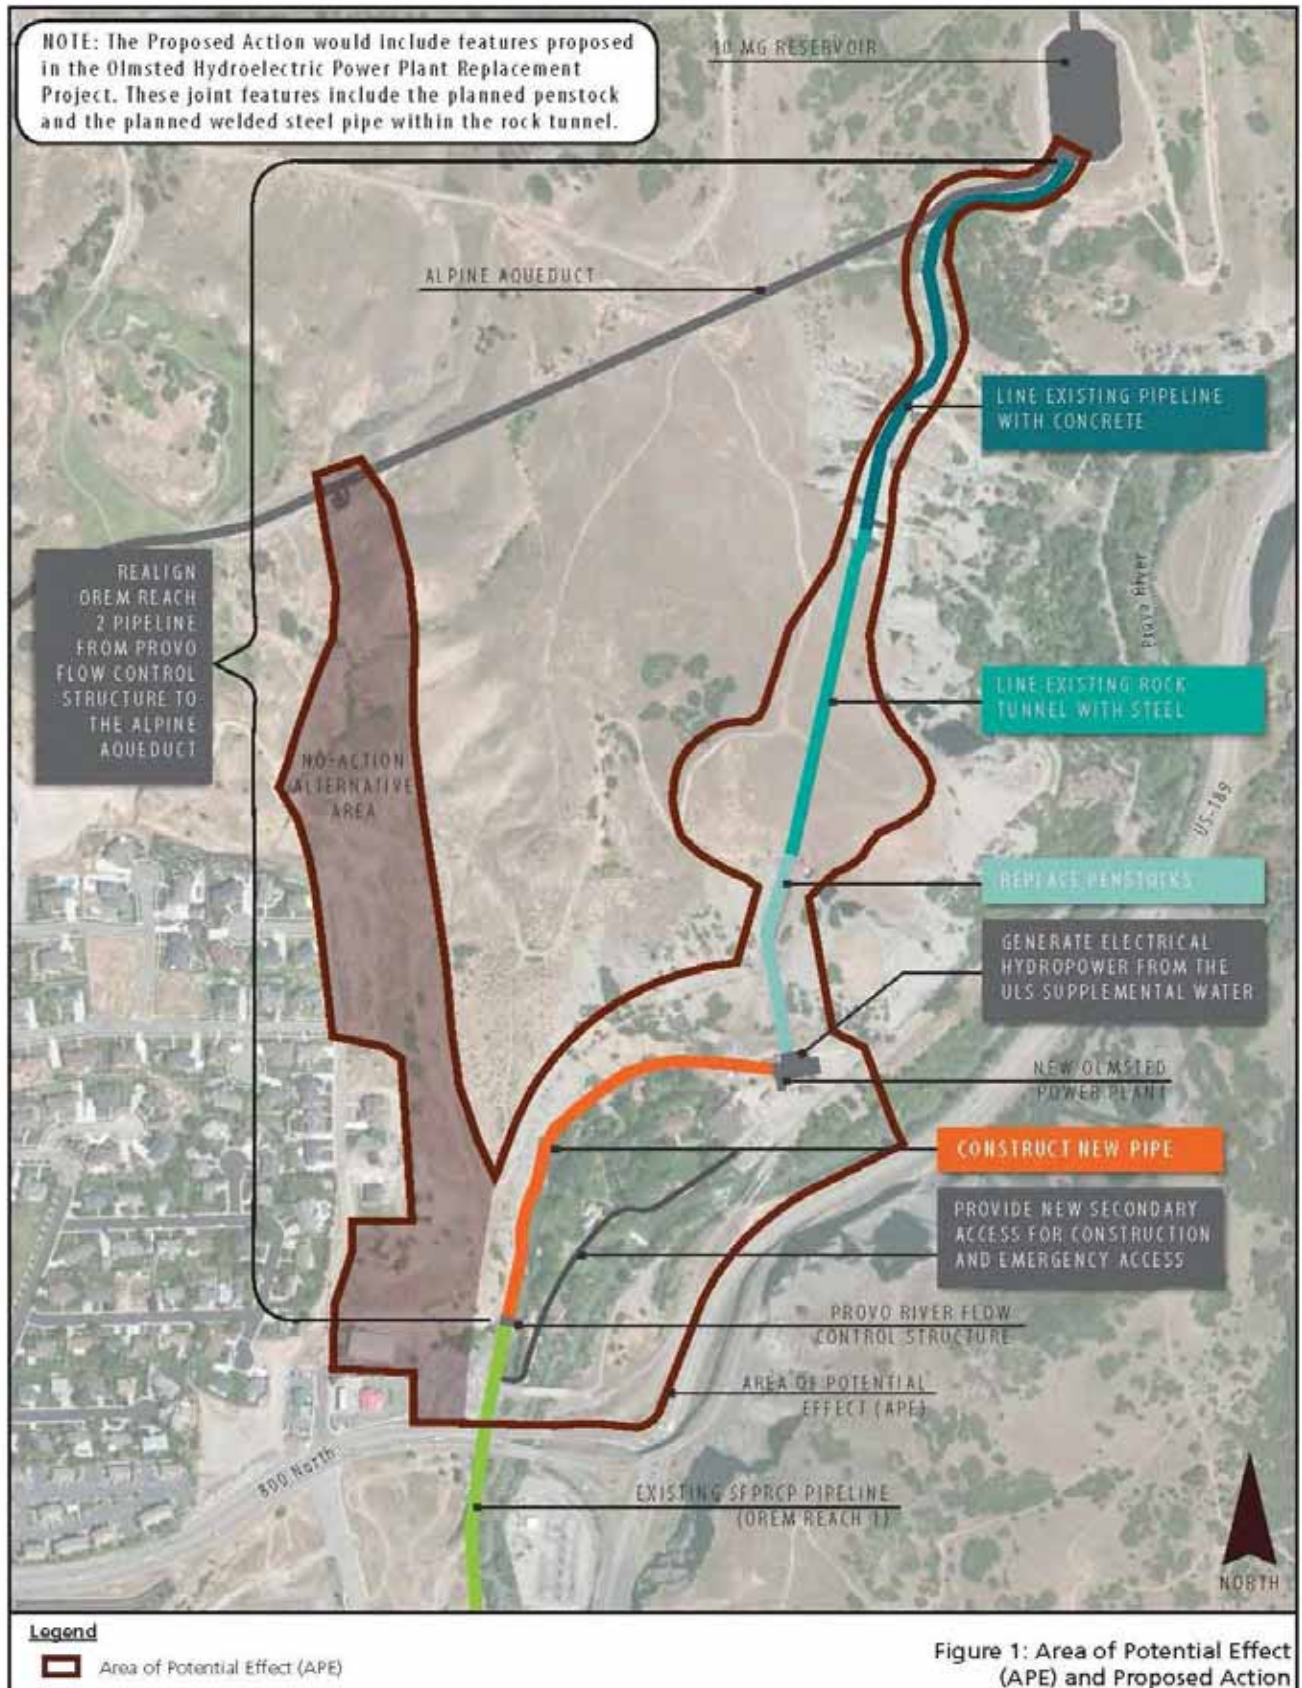 NOTE: The Proposed Action would include features proposed
in the Olmsted Hydroelectric Power Plant Replacement
Project. These joint features include the planned penstock
and the planned welded steel pipe within the rock tunnel.
10 MG RESERVOIR
ALPINE AQUEDUCT
LINE EXISTING PIPELINE
WITH CONCRETE
REALIGN
OREM REACH
2 PIPELINE
FROM PROVO
FLOW CONTROL
STRUCTURE TO
THE ALPINE
AQUEDUCT
Provo River
LINE EXISTING ROCK
TUNNEL WITH STEEL
NO-ACTION
ALTERNATIVE
AREA
US-189
REPLACE PENSTOCKS
GENERATE ELECTRICAL
HYDROPOWER FROM THE
ULS SUPPLEMENTAL WATER
NEW OLMSTED
POWER PLANT
CONSTRUCT NEW PIPE
PROVIDE NEW SECONDARY
ACCESS FOR CONSTRUCTION
AND EMERGENCY ACCESS
PROVO RIVER FLOW
CONTROL STRUCTURE
AREA OF POTENTIAL
EFFECT (APE)
800 North
EXISTING SFPRCP PIPELINE
(OREM REACH 1)
NORTH
Legend
Area of Potential Effect (APE)
Figure 1: Area of Potential Effect
(APE) and Proposed Action